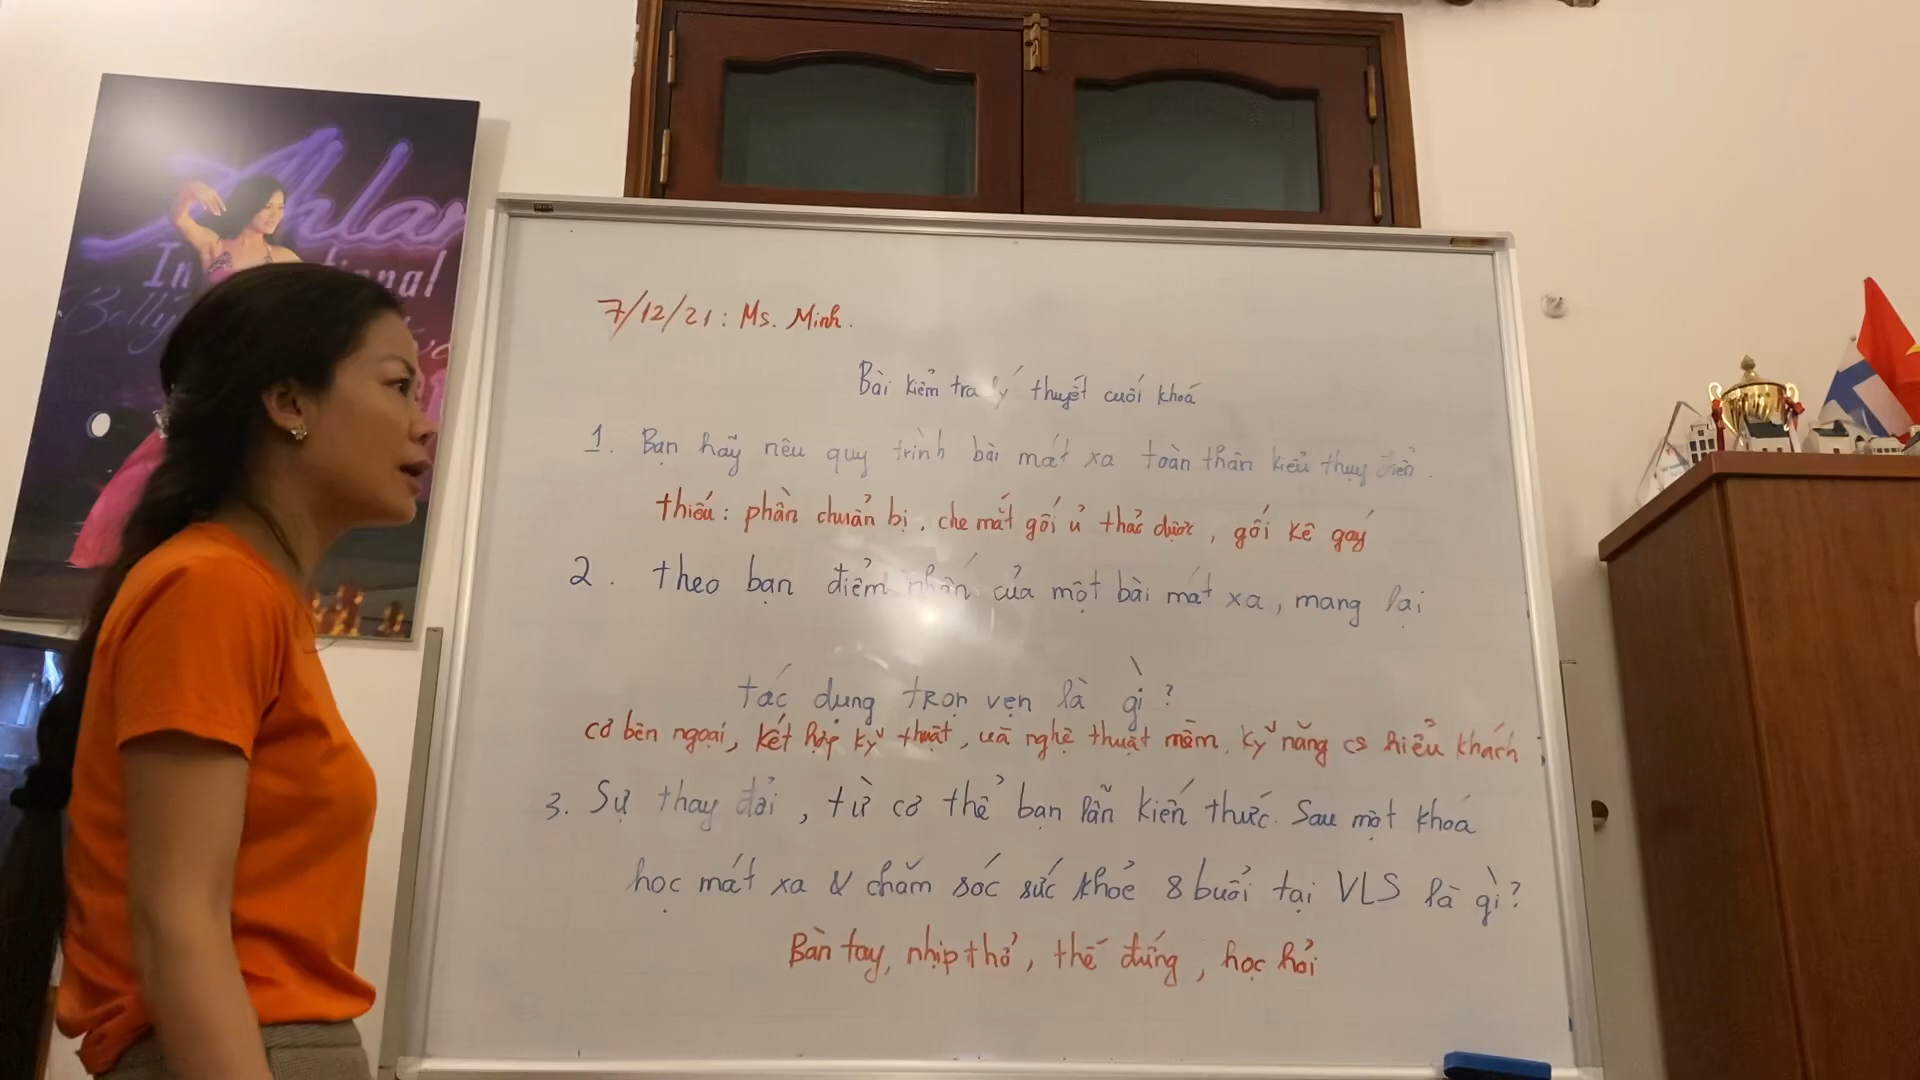 Ahlan
In
nal
Belly
7/12/21: Ms. Minh.
Bài kiểm tra lý thuyết cuối khoá
1. Bạn hãy nêu quy trình bài mát xa toàn thân kiểu thụy điển.
thiếu: phần chuẩn bị, che mắt gối ủ thảo dược, gối kê gáy
2. theo bạn điểm nhấn của một bài mát xa, mang lại
tác dụng trọn vẹn là gì?
cơ bên ngoài, kết hợp kỹ thuật, và nghệ thuật mềm, kỹ năng cs hiểu khách
3. Sự thay đổi, từ cơ thể bạn lẫn kiến thức. Sau một khoá
học mát xa & chăm sóc sức khoẻ 8 buổi tại VLS là gì?
Bàn tay, nhịp thở, thế đứng, học hỏi